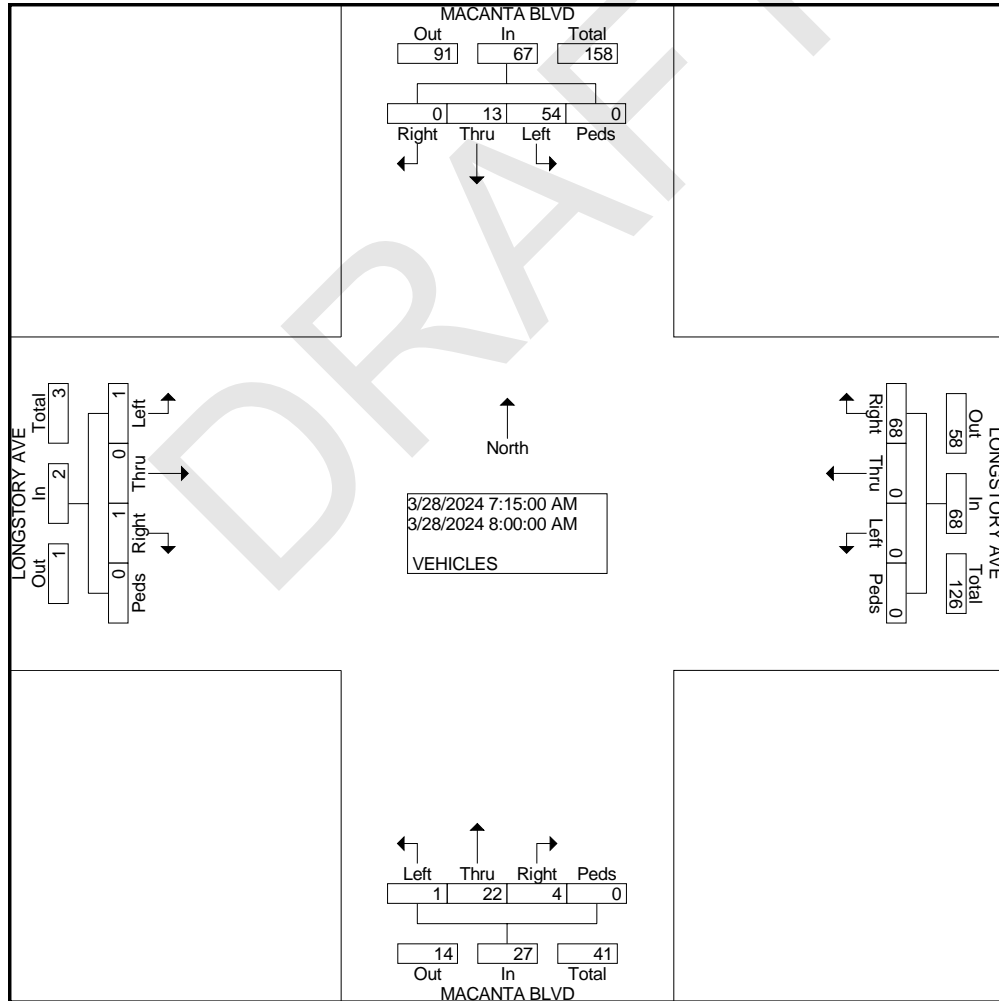 MACANTA BLVD
Out In Total
91 67 158
0 13 54 0
Right Thru Left Peds
LONGSTORY AVE
Total In Out
3 2 1
1 0 1 0
Left Thru Right Peds
North
3/28/2024 7:15:00 AM
3/28/2024 8:00:00 AM
VEHICLES
Right Thru Left Peds
68 0 0 0
Out In Total
58 68 126
LONGSTORY AVE
Left Thru Right Peds
1 22 4 0
14 27 41
Out In Total
MACANTA BLVD
DRAFT